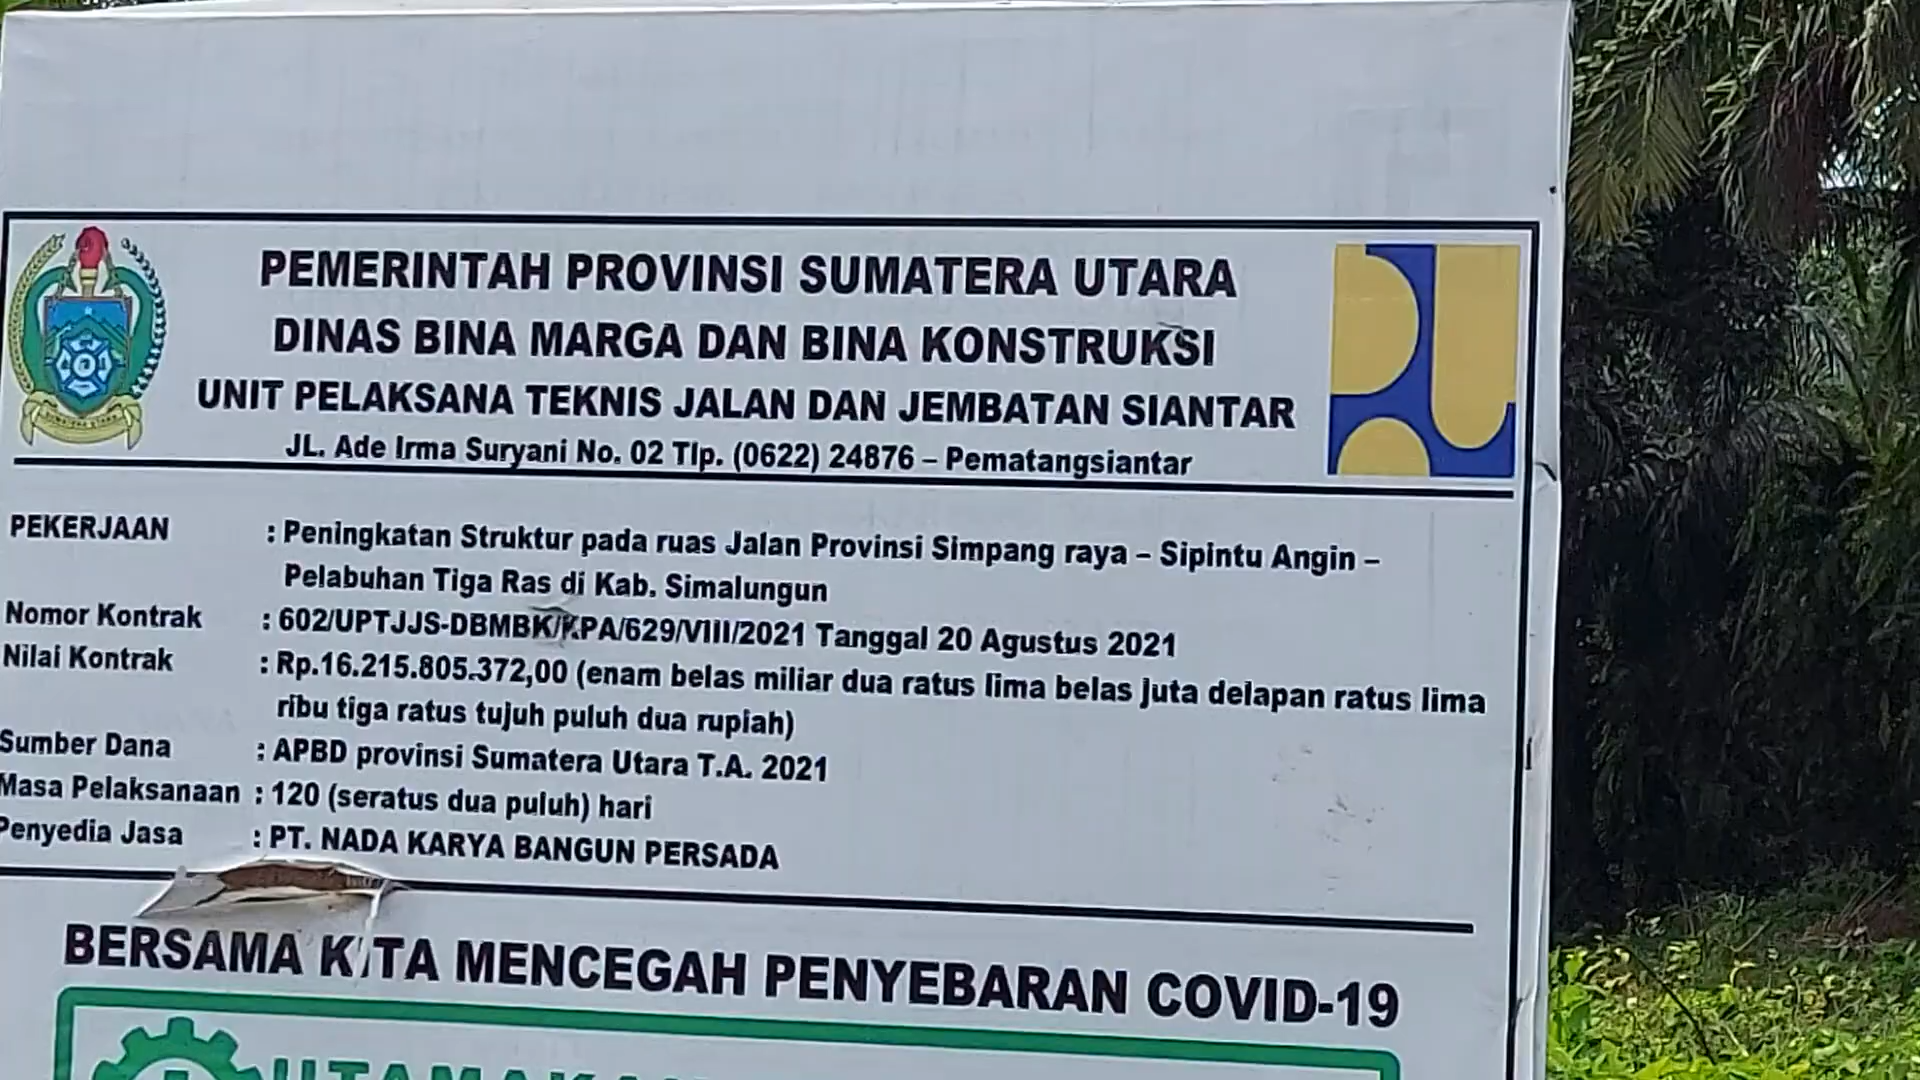 PEMERINTAH PROVINSI SUMATERA UTARA
DINAS BINA MARGA DAN BINA KONSTRUKSI
UNIT PELAKSANA TEKNIS JALAN DAN JEMBATAN SIANTAR
JL. Ade Irma Suryani No. 02 Tlp. (0622) 24876 – Pematangsiantar
PEKERJAAN : Peningkatan Struktur pada ruas Jalan Provinsi Simpang raya – Sipintu Angin –
Pelabuhan Tiga Ras di Kab. Simalungun
Nomor Kontrak : 602/UPTJJS-DBMBK/KPA/629/VIII/2021 Tanggal 20 Agustus 2021
Nilai Kontrak : Rp.16.215.805.372,00 (enam belas miliar dua ratus lima belas juta delapan ratus lima
ribu tiga ratus tujuh puluh dua rupiah)
Sumber Dana : APBD provinsi Sumatera Utara T.A. 2021
Masa Pelaksanaan : 120 (seratus dua puluh) hari
Penyedia Jasa : PT. NADA KARYA BANGUN PERSADA
BERSAMA KITA MENCEGAH PENYEBARAN COVID-19